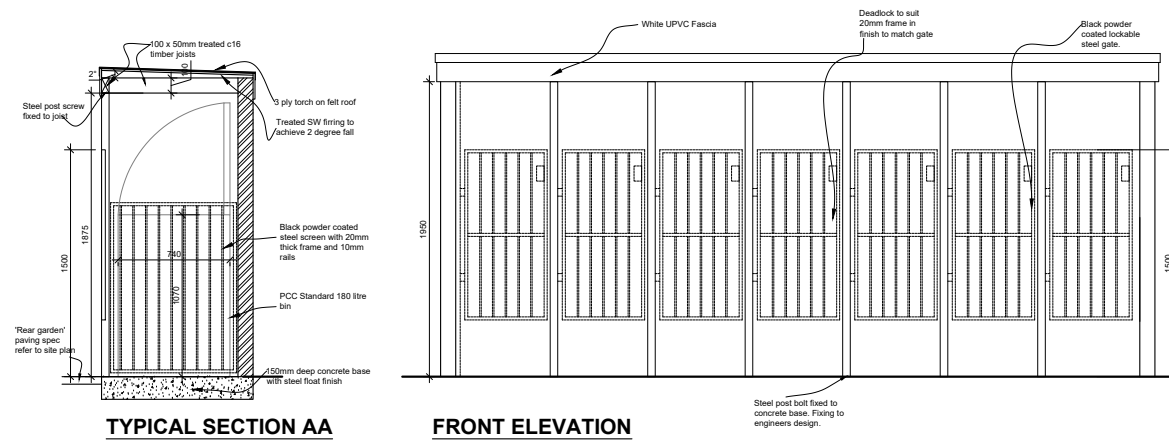 100 x 50mm treated c16
timber joists
2"
100
Steel post screw
fixed to joist
3 ply torch on felt roof
Treated SW firring to
achieve 2 degree fall
1875
1500
Black powder coated
steel screen with 20mm
thick frame and 10mm
rails
740
1070
PCC Standard 180 litre
bin
'Rear garden'
paving spec
refer to site plan
150mm deep concrete base
with steel float finish
TYPICAL SECTION AA
White UPVC Fascia
Deadlock to suit
20mm frame in
finish to match gate
Black powder
coated lockable
steel gate.
1950
1500
Steel post bolt fixed to
concrete base. Fixing to
engineers design.
FRONT ELEVATION